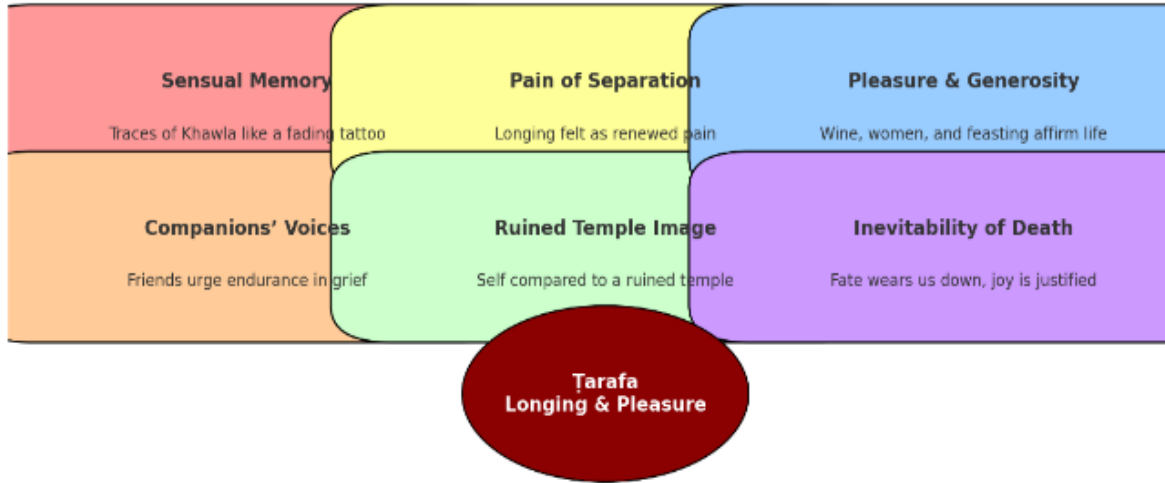 Sensual Memory
Traces of Khawla like a fading tattoo
Pain of Separation
Longing felt as renewed pain
Pleasure & Generosity
Wine, women, and feasting affirm life
Companions’ Voices
Friends urge endurance in grief
Ruined Temple Image
Self compared to a ruined temple
Inevitability of Death
Fate wears us down, joy is justified
Ṭarafa
Longing & Pleasure